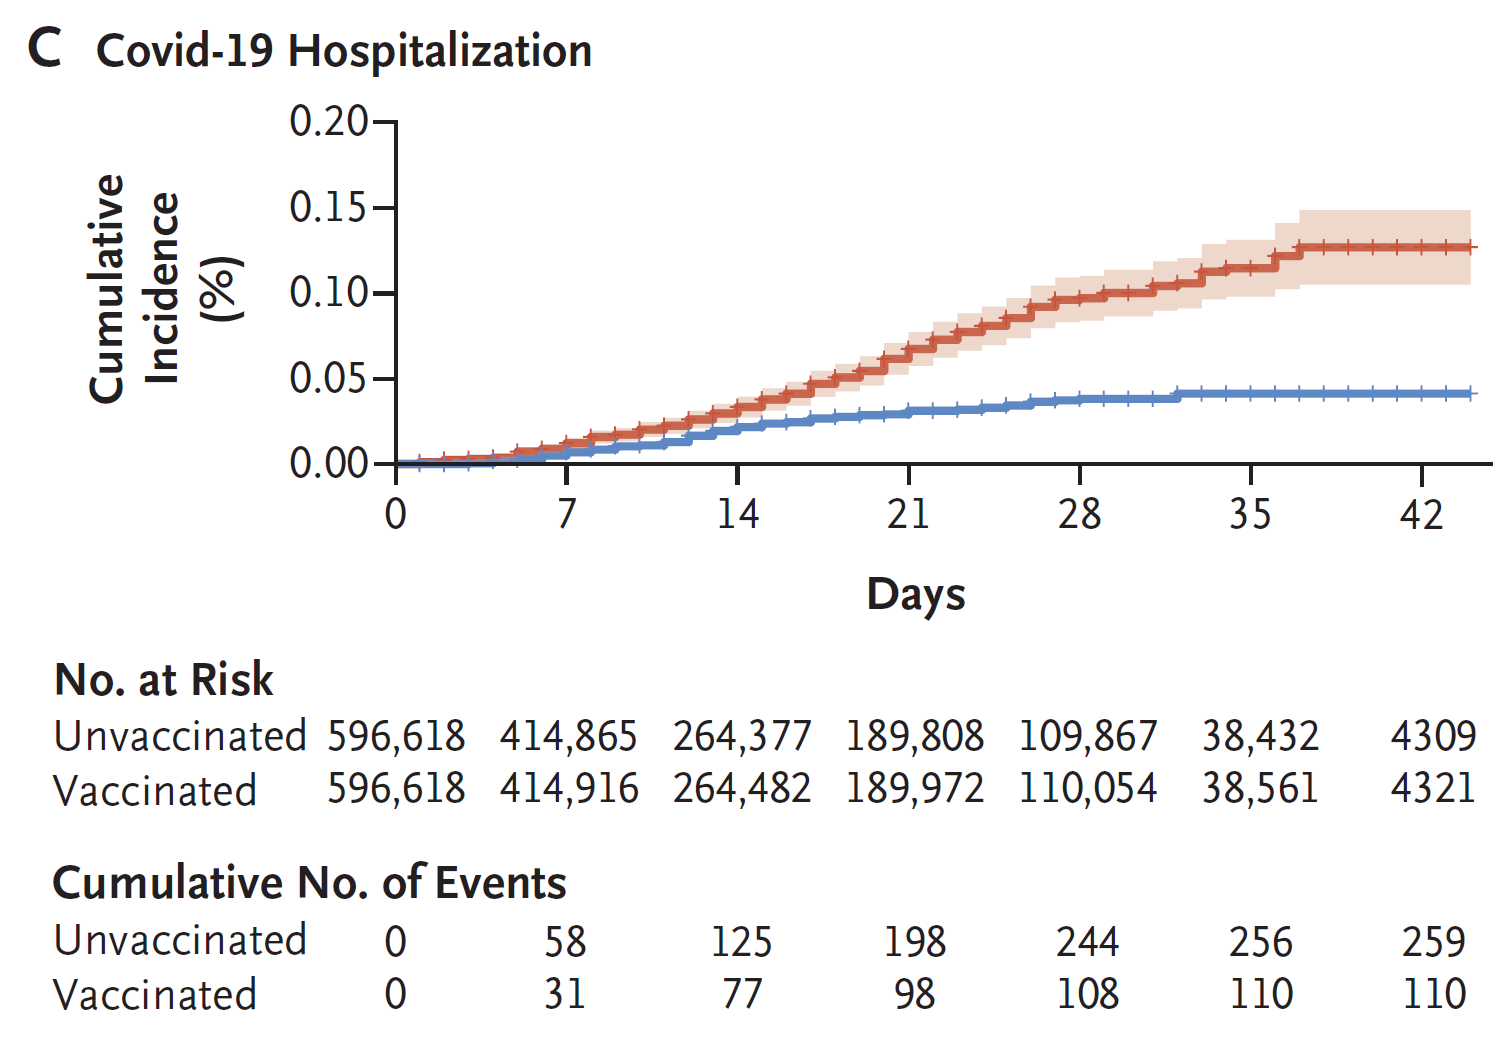 C Covid-19 Hospitalization
Cumulative
Incidence
(%)
0.20
0.15
0.10
0.05
0.00
0 7 14 21 28 35 42
Days
No. at Risk
Unvaccinated 596,618 414,865 264,377 189,808 109,867 38,432 4309
Vaccinated 596,618 414,916 264,482 189,972 110,054 38,561 4321
Cumulative No. of Events
Unvaccinated 0 58 125 198 244 256 259
Vaccinated 0 31 77 98 108 110 110